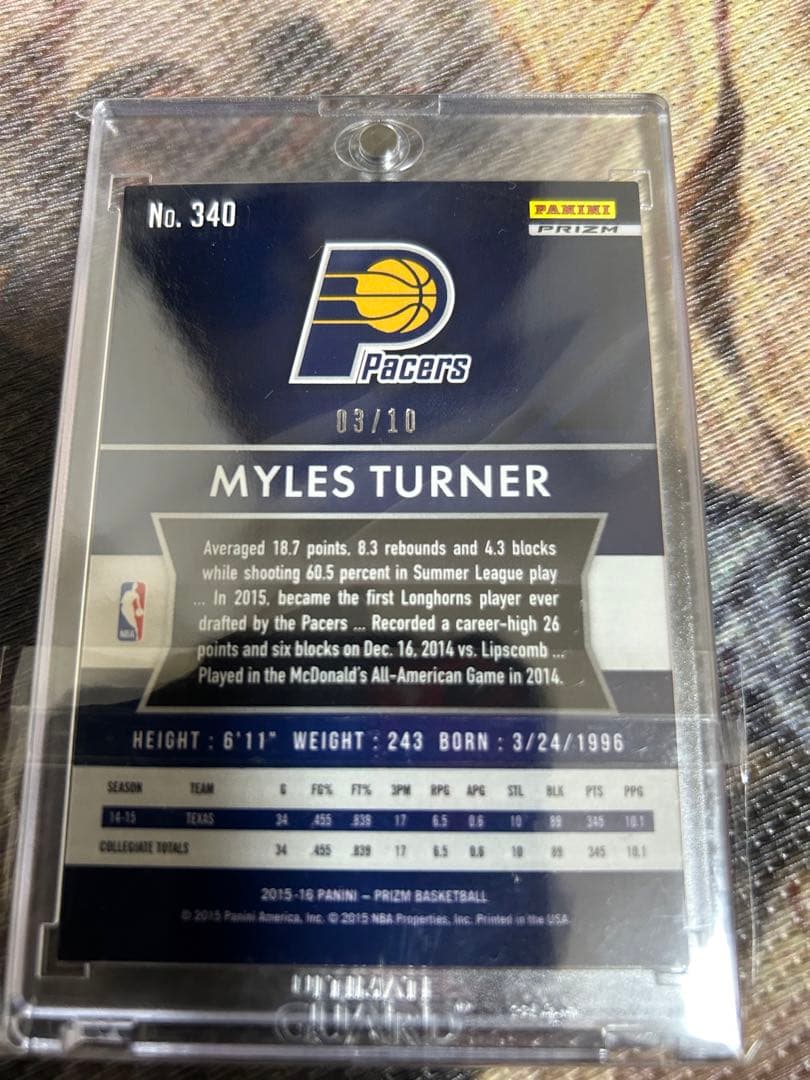 No. 340
PANINI
PRIZM
Pacers
03/10
MYLES TURNER
Averaged 18.7 points, 8.3 rebounds and 4.3 blocks
while shooting 60.5 percent in Summer League play
... In 2015, became the first Longhorns player ever
drafted by the Pacers ... Recorded a career-high 26
points and six blocks on Dec. 16, 2014 vs. Lipscomb ...
Played in the McDonald's All-American Game in 2014.
NBA
HEIGHT : 6'11" WEIGHT : 243 BORN : 3/24/1996
SEASON TEAM G FG% FT% 3PM RPG APG STL BLK PTS PPG
14-15 TEXAS 34 .455 .839 17 6.5 0.6 10 89 345 10.1
COLLEGIATE TOTALS 34 .455 .839 17 6.5 0.6 10 89 345 10.1
2015-16 PANINI – PRIZM BASKETBALL
© 2015 Panini America, Inc. © 2015 NBA Properties, Inc. Printed in the USA.
ULTIMATE
GUARD